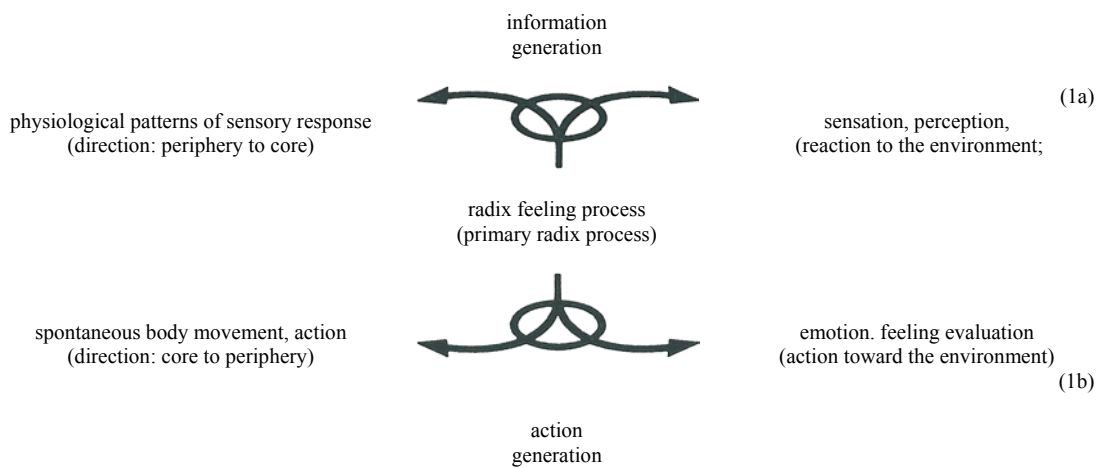 information
generation
(1a)
physiological patterns of sensory response
(direction: periphery to core)
sensation, perception,
(reaction to the environment;
radix feeling process
(primary radix process)
spontaneous body movement, action
(direction: core to periphery)
emotion. feeling evaluation
(action toward the environment)
(1b)
action
generation